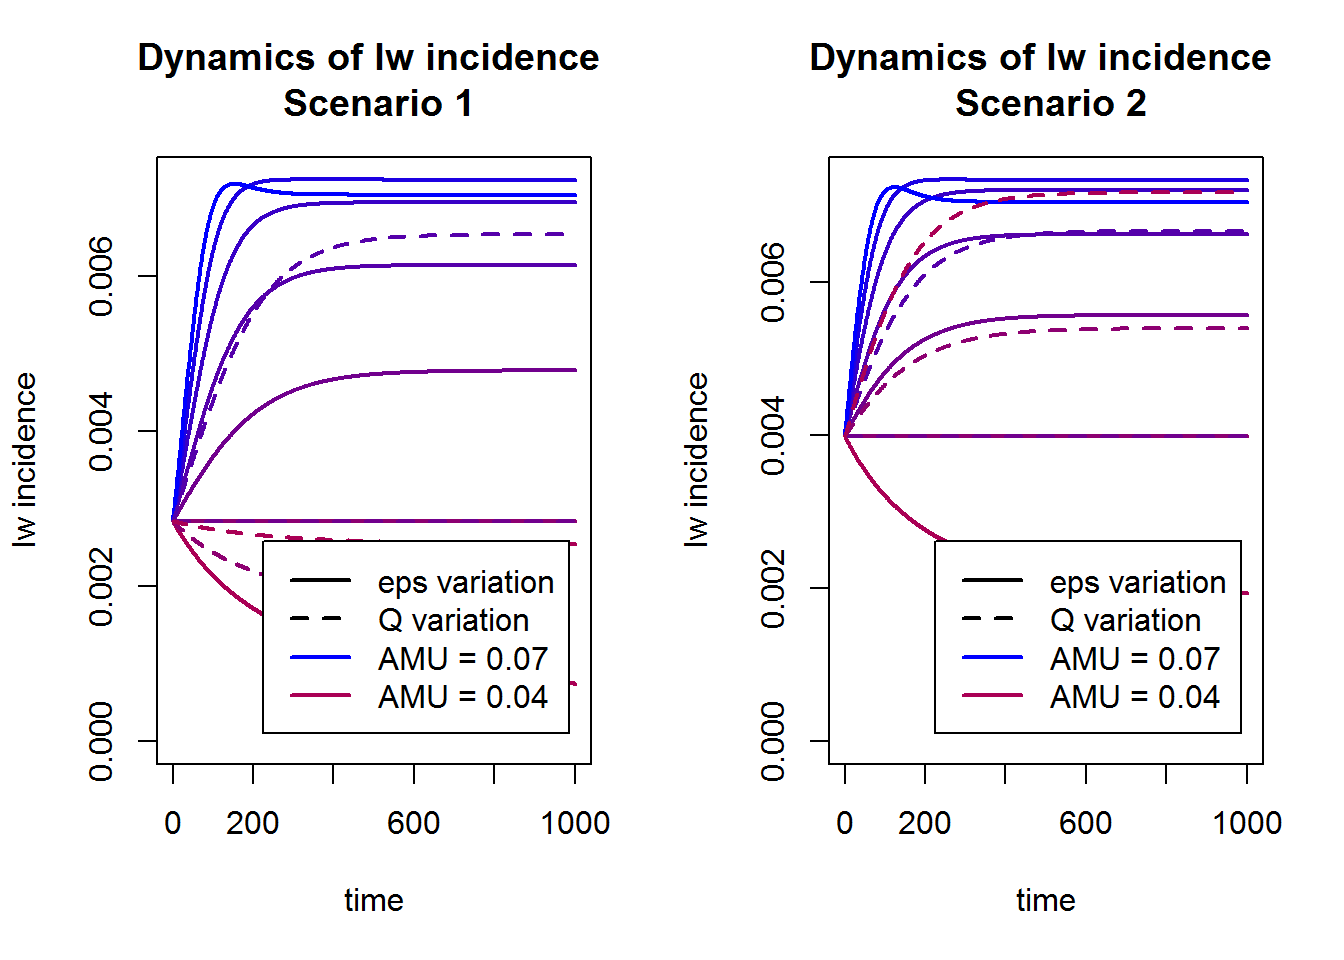 Dynamics of Iw incidence
Scenario 1
Iw incidence
0.006
0.004
0.002
0.000
eps variation
Q variation
AMU = 0.07
AMU = 0.04
0 200 600 1000
time
Dynamics of Iw incidence
Scenario 2
Iw incidence
0.006
0.004
0.002
0.000
eps variation
Q variation
AMU = 0.07
AMU = 0.04
0 200 600 1000
time